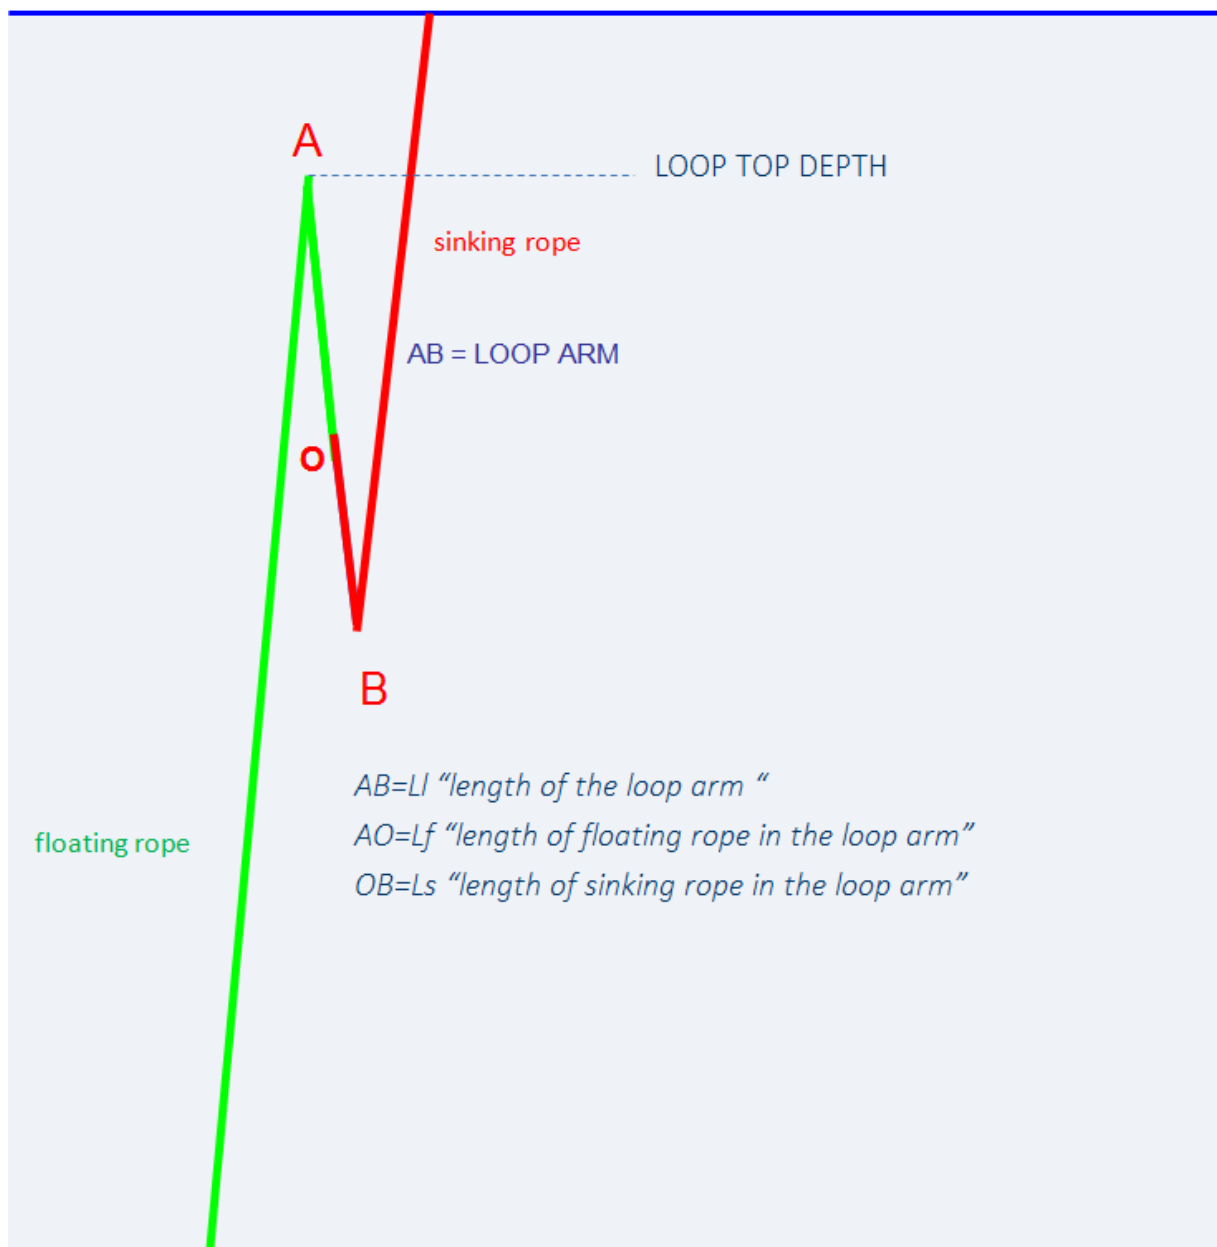 A
LOOP TOP DEPTH
sinking rope
AB = LOOP ARM
O
B
AB=Ll “length of the loop arm “
floating rope
AO=Lf “length of floating rope in the loop arm”
OB=Ls “length of sinking rope in the loop arm”